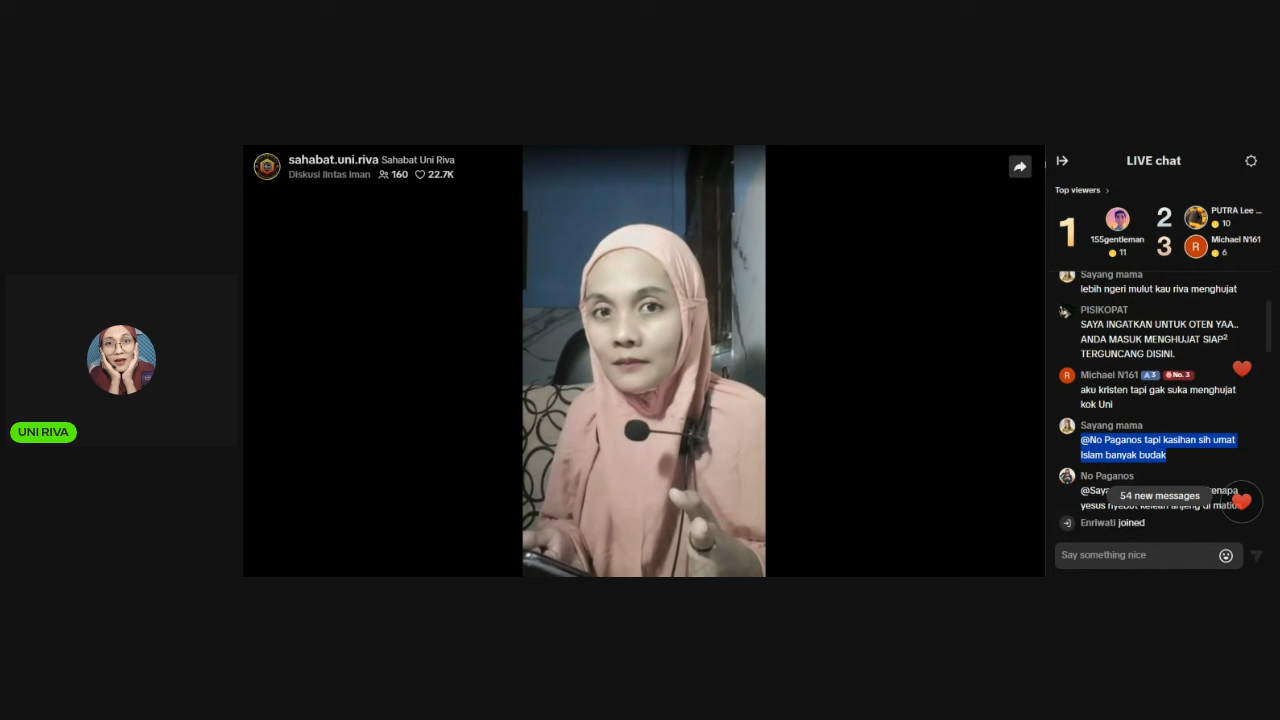 sahabat.uni.riva Sahabat Uni Riva
Diskusi lintas Iman 160 22.7K
UNI RIVA
LIVE chat
Top viewers
1 155gentleman 11
2 PUTRA Lee ... 10
3 R Michael N161 6
Sayang mama
lebih ngeri mulut kau riva menghujat
PISIKOPAT
SAYA INGATKAN UNTUK OTEN YAA..
ANDA MASUK MENGHUJAT SIAP²
TERGUNCANG DISINI.
R Michael N161 3 No. 3
aku kristen tapi gak suka menghujat
kok Uni
Sayang mama
@No Paganos tapi kasihan sih umat
Islam banyak budak
No Paganos
54 new messages
Enriwati joined
Say something nice